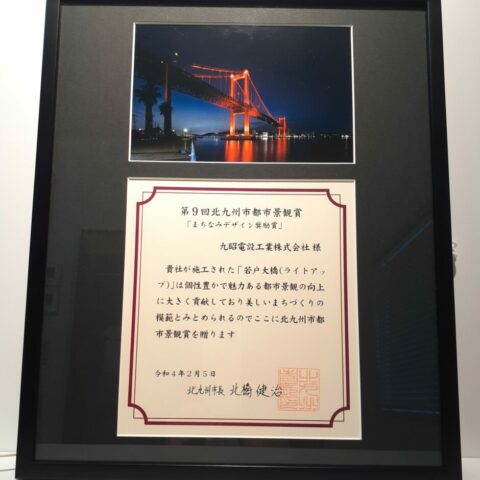 第9回北九州市都市景観賞
「まちなみデザイン奨励賞」
九昭電設工業株式会社 様
貴社が施工された「若戸大橋(ライトアッ
プ)」は個性豊かで魅力ある都市景観の向上
に大きく貢献しており美しいまちづくりの
模範とみとめられるのでここに北九州市都
市景観賞を贈ります
令和4年2月5日
北九州市長 北橋健治